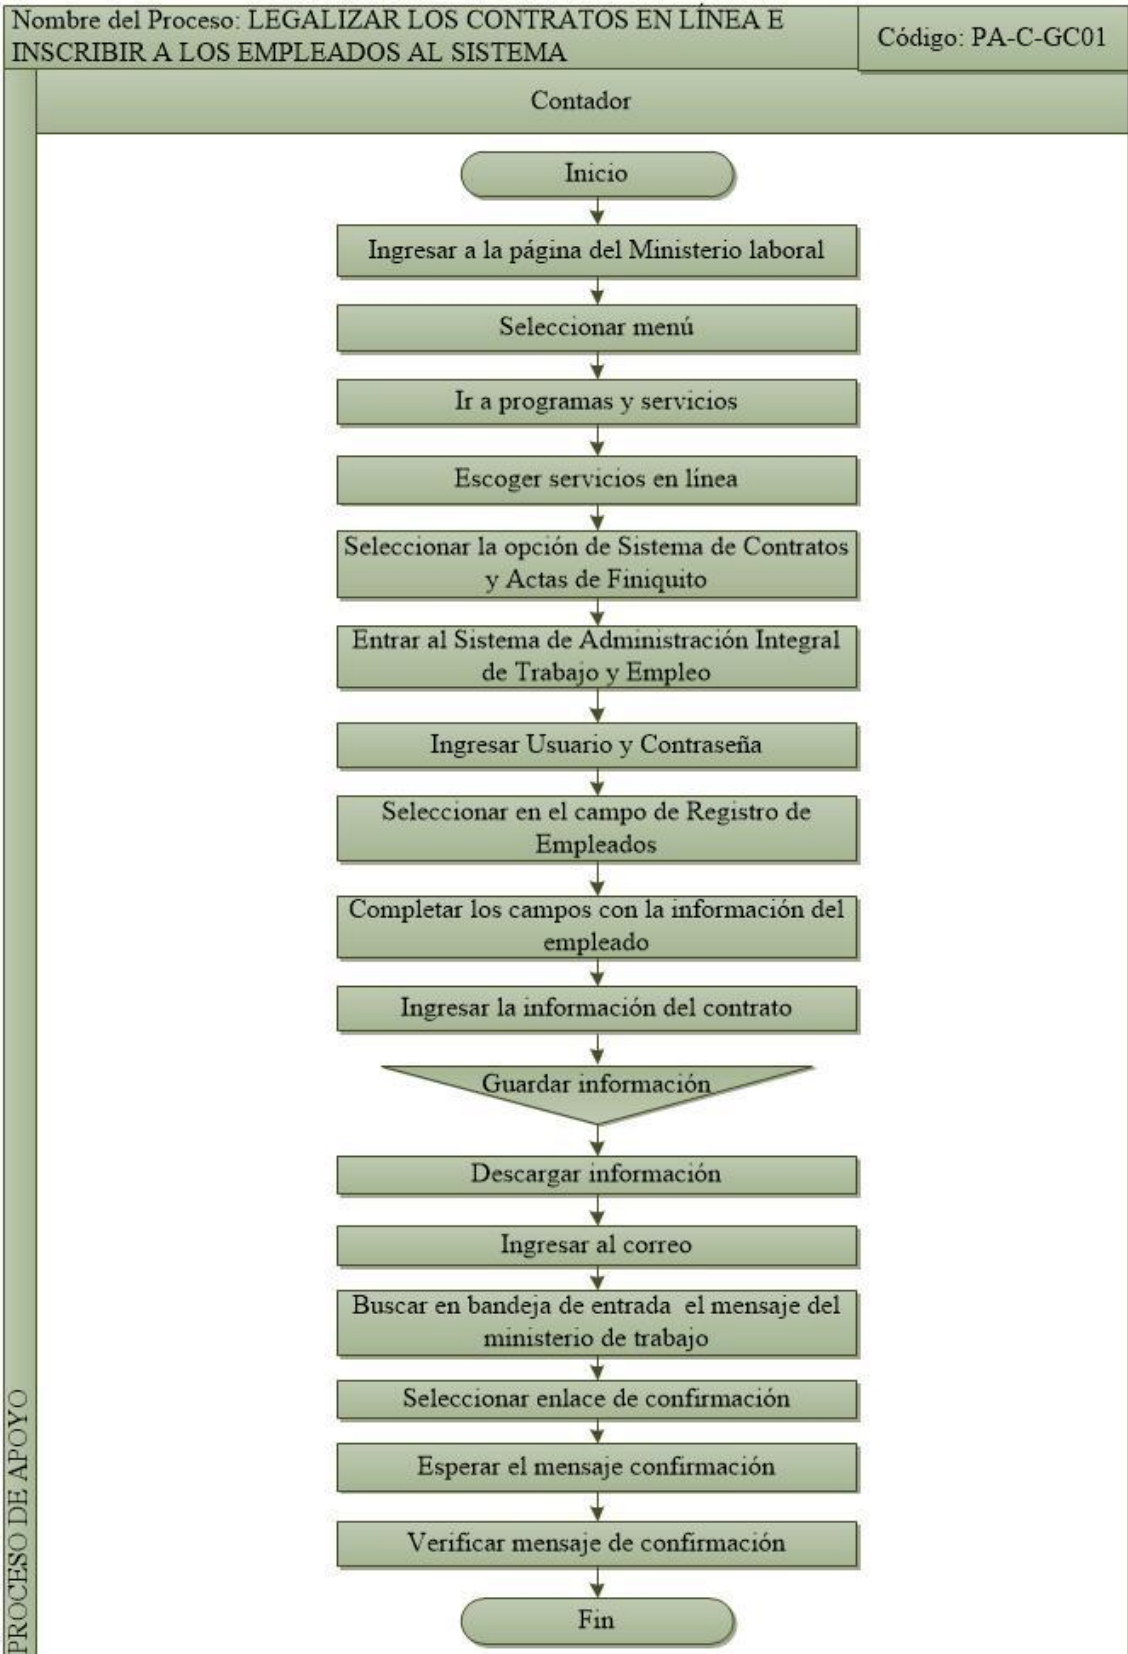 Nombre del Proceso: LEGALIZAR LOS CONTRATOS EN LÍNEA E
INSCRIBIR A LOS EMPLEADOS AL SISTEMA
Código: PA-C-GC01
Contador
Inicio
Ingresar a la página del Ministerio laboral
Seleccionar menú
Ir a programas y servicios
Escoger servicios en línea
Seleccionar la opción de Sistema de Contratos
y Actas de Finiquito
Entrar al Sistema de Administración Integral
de Trabajo y Empleo
Ingresar Usuario y Contraseña
Seleccionar en el campo de Registro de
Empleados
Completar los campos con la información del
empleado
Ingresar la información del contrato
Guardar información
Descargar información
Ingresar al correo
Buscar en bandeja de entrada el mensaje del
ministerio de trabajo
Seleccionar enlace de confirmación
Esperar el mensaje confirmación
Verificar mensaje de confirmación
Fin
PROCESO DE APOYO